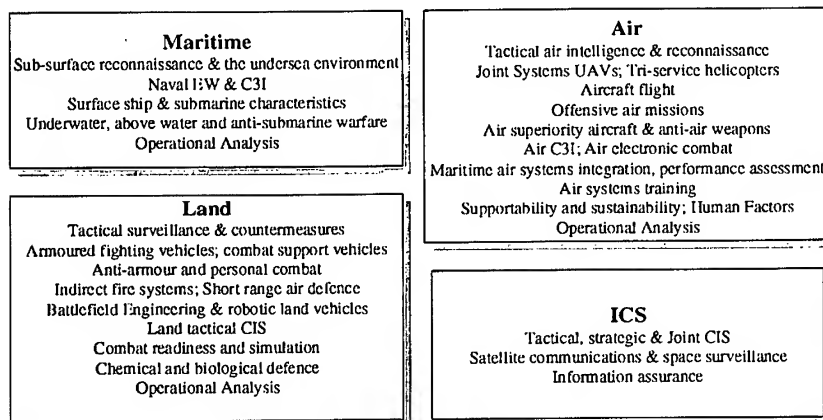 Maritime
Sub-surface reconnaissance & the undersea environment
Naval EW & C3I
Surface ship & submarine characteristics
Underwater, above water and anti-submarine warfare
Operational Analysis
Land
Tactical surveillance & countermeasures
Armoured fighting vehicles; combat support vehicles
Anti-armour and personal combat
Indirect fire systems; Short range air defence
Battlefield Engineering & robotic land vehicles
Land tactical CIS
Combat readiness and simulation
Chemical and biological defence
Operational Analysis
Air
Tactical air intelligence & reconnaissance
Joint Systems UAVs; Tri-service helicopters
Aircraft flight
Offensive air missions
Air superiority aircraft & anti-air weapons
Air C3I; Air electronic combat
Maritime air systems integration, performance assessment
Air systems training
Supportability and sustainability; Human Factors
Operational Analysis
ICS
Tactical, strategic & Joint CIS
Satellite communications & space surveillance
Information assurance